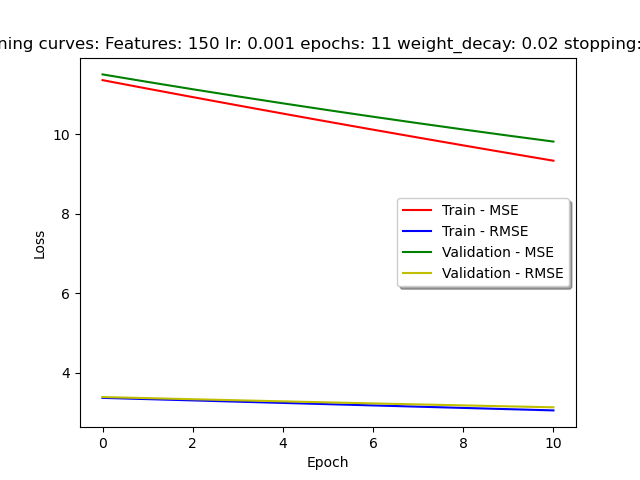 ning curves: Features: 150 lr: 0.001 epochs: 11 weight_decay: 0.02 stopping:
10
8
6
4
Loss
Train - MSE
Train - RMSE
Validation - MSE
Validation - RMSE
0 2 4 6 8 10
Epoch